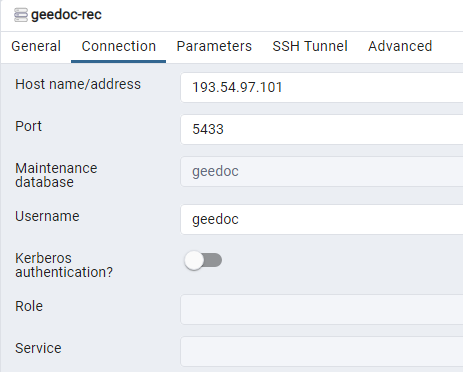 geedoc-rec
General Connection Parameters SSH Tunnel Advanced
Host name/address 193.54.97.101
Port 5433
Maintenance
database geedoc
Username geedoc
Kerberos
authentication?
Role
Service